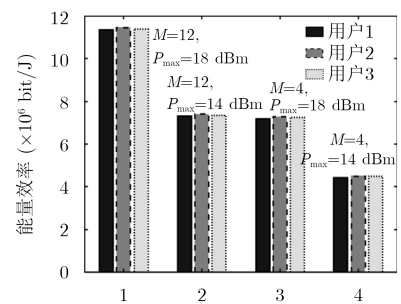 能量效率 (×10⁶ bit/J)
12
10
8
6
4
2
0
用户1
用户2
用户3
M=12,
Pmax=18 dBm
M=12,
Pmax=14 dBm
M=4,
Pmax=18 dBm
M=4,
Pmax=14 dBm
1 2 3 4